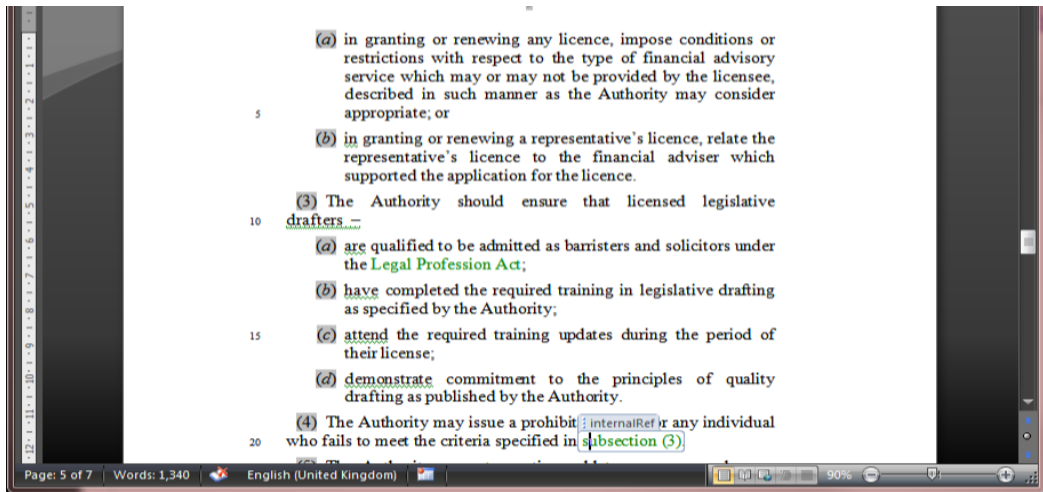 (a) in granting or renewing any licence, impose conditions or
restrictions with respect to the type of financial advisory
service which may or may not be provided by the licensee,
described in such manner as the Authority may consider
5 appropriate; or
(b) in granting or renewing a representative's licence, relate the
representative's licence to the financial adviser which
supported the application for the licence.
(3) The Authority should ensure that licensed legislative
10 drafters –
(a) are qualified to be admitted as barristers and solicitors under
the Legal Profession Act;
(b) have completed the required training in legislative drafting
as specified by the Authority;
15 (c) attend the required training updates during the period of
their license;
(d) demonstrate commitment to the principles of quality
drafting as published by the Authority.
(4) The Authority may issue a prohibit internalRef r any individual
20 who fails to meet the criteria specified in subsection (3)
Page: 5 of 7 Words: 1,340 English (United Kingdom) 90%